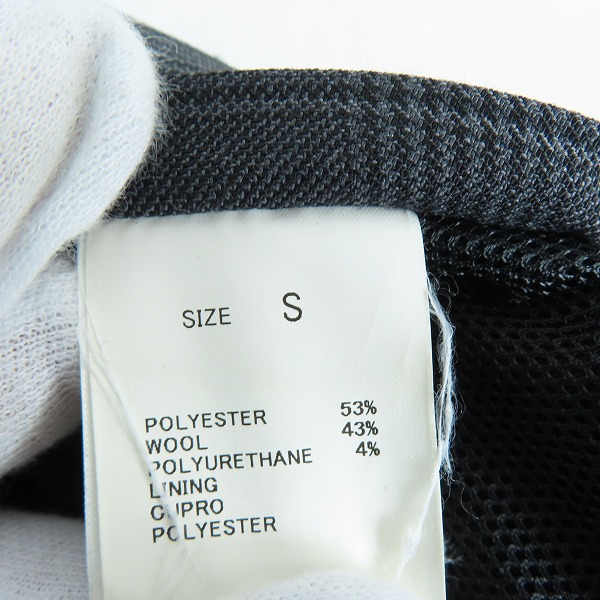 SIZE S
POLYESTER 53%
WOOL 43%
POLYURETHANE 4%
LINING
CUPRO
POLYESTER